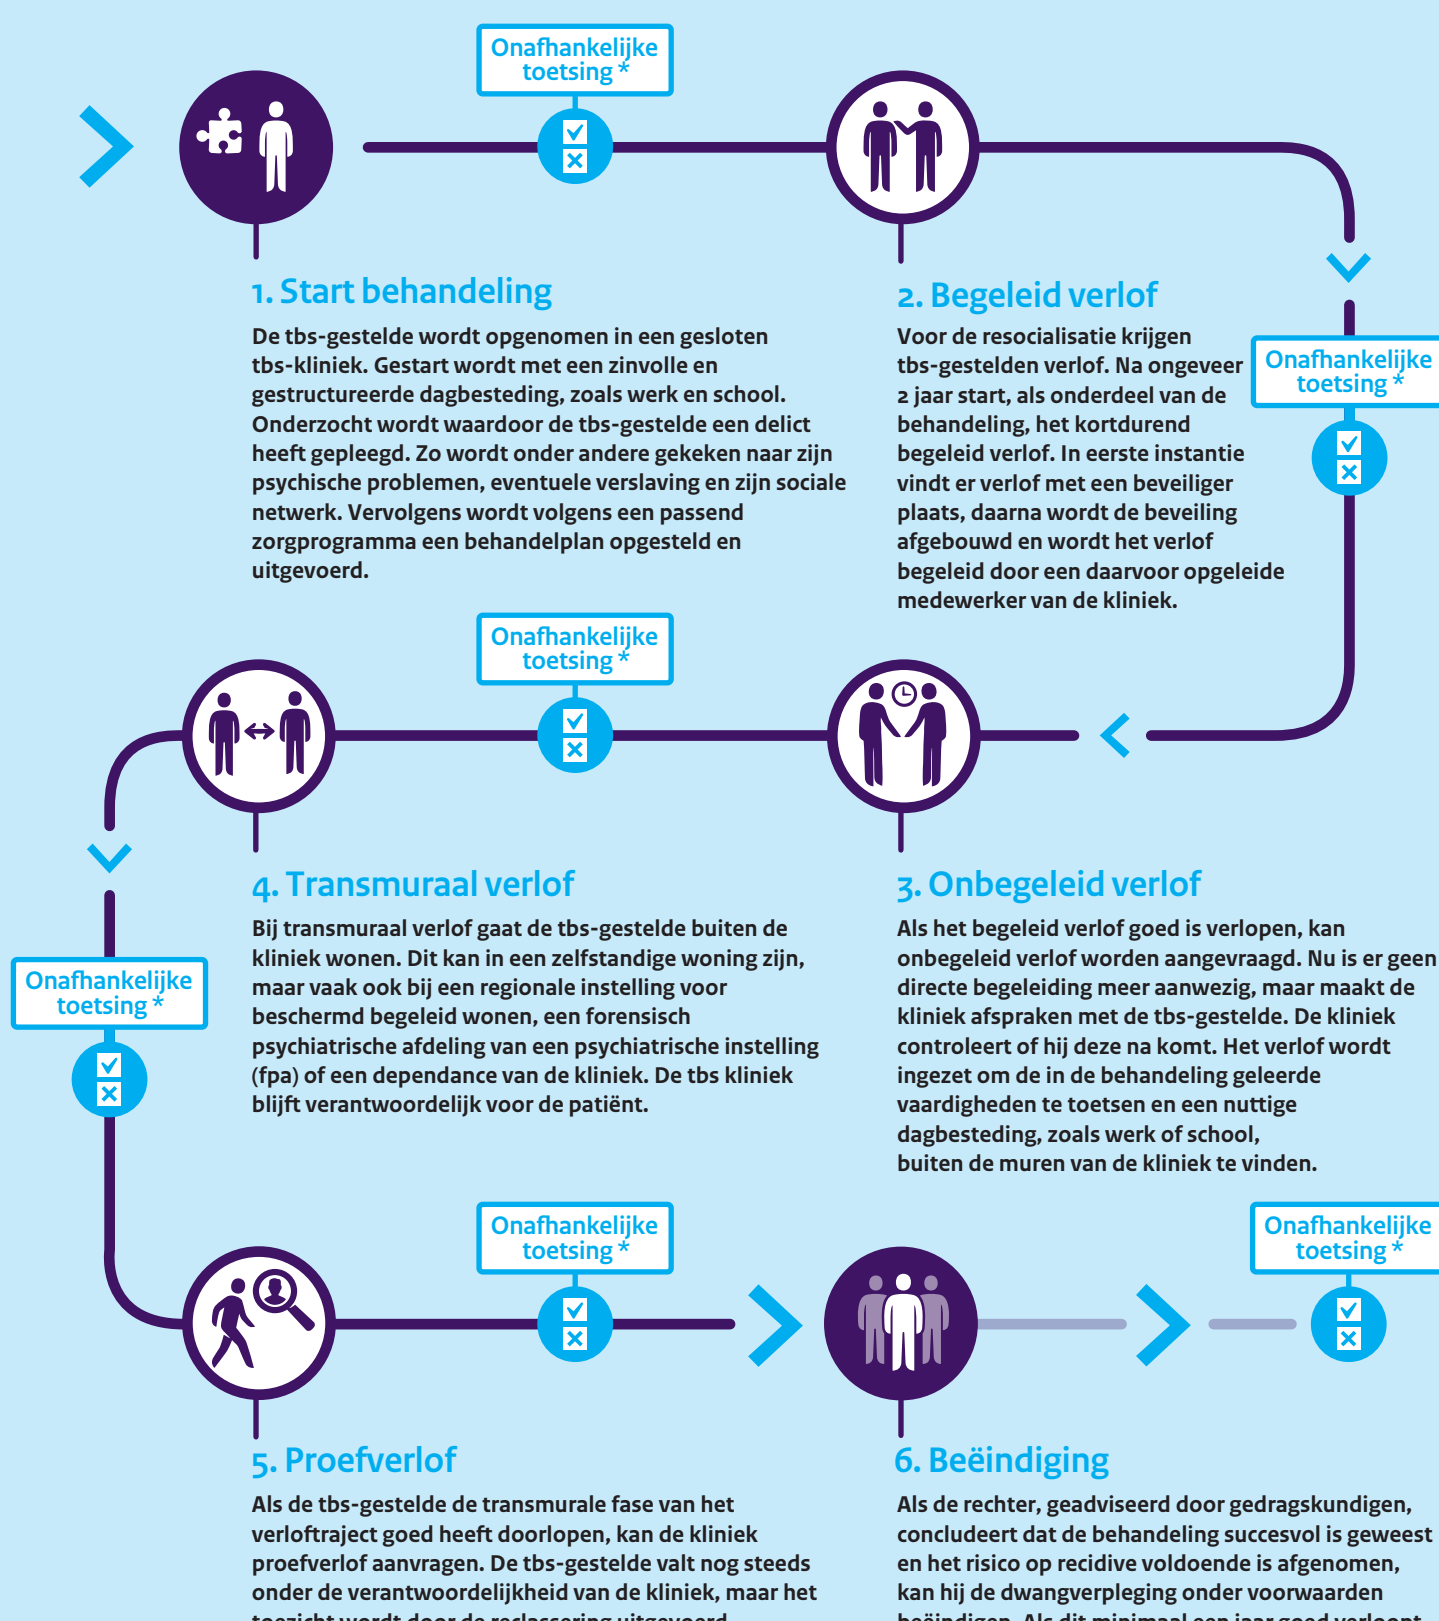 Onafhankelijke
toetsing *
1. Start behandeling
De tbs-gestelde wordt opgenomen in een gesloten
tbs-kliniek. Gestart wordt met een zinvolle en
gestructureerde dagbesteding, zoals werk en school.
Onderzocht wordt waardoor de tbs-gestelde een delict
heeft gepleegd. Zo wordt onder andere gekeken naar zijn
psychische problemen, eventuele verslaving en zijn sociale
netwerk. Vervolgens wordt volgens een passend
zorgprogramma een behandelplan opgesteld en
uitgevoerd.
2. Begeleid verlof
Voor de resocialisatie krijgen
tbs-gestelden verlof. Na ongeveer
2 jaar start, als onderdeel van de
behandeling, het kortdurend
begeleid verlof. In eerste instantie
vindt er verlof met een beveiliger
plaats, daarna wordt de beveiling
afgebouwd en wordt het verlof
begeleid door een daarvoor opgeleide
medewerker van de kliniek.
Onafhankelijke
toetsing *
3. Onbegeleid verlof
Als het begeleid verlof goed is verlopen, kan
onbegeleid verlof worden aangevraagd. Nu is er geen
directe begeleiding meer aanwezig, maar maakt de
kliniek afspraken met de tbs-gestelde. De kliniek
controleert of hij deze na komt. Het verlof wordt
ingezet om de in de behandeling geleerde
vaardigheden te toetsen en een nuttige
dagbesteding, zoals werk of school,
buiten de muren van de kliniek te vinden.
Onafhankelijke
toetsing *
4. Transmuraal verlof
Bij transmuraal verlof gaat de tbs-gestelde buiten de
kliniek wonen. Dit kan in een zelfstandige woning zijn,
maar vaak ook bij een regionale instelling voor
beschermd begeleid wonen, een forensisch
psychiatrische afdeling van een psychiatrische instelling
(fpa) of een dependance van de kliniek. De tbs kliniek
blijft verantwoordelijk voor de patiënt.
Onafhankelijke
toetsing *
5. Proefverlof
Als de tbs-gestelde de transmurale fase van het
verloftraject goed heeft doorlopen, kan de kliniek
proefverlof aanvragen. De tbs-gestelde valt nog steeds
onder de verantwoordelijkheid van de kliniek, maar het
toezicht wordt door de reclassering uitgevoerd
Onafhankelijke
toetsing *
6. Beëindiging
Als de rechter, geadviseerd door gedragskundigen,
concludeert dat de behandeling succesvol is geweest
en het risico op recidive voldoende is afgenomen,
kan hij de dwangverpleging onder voorwaarden
beëindigen. Als dit minimaal een jaar goed verloopt
Onafhankelijke
toetsing *